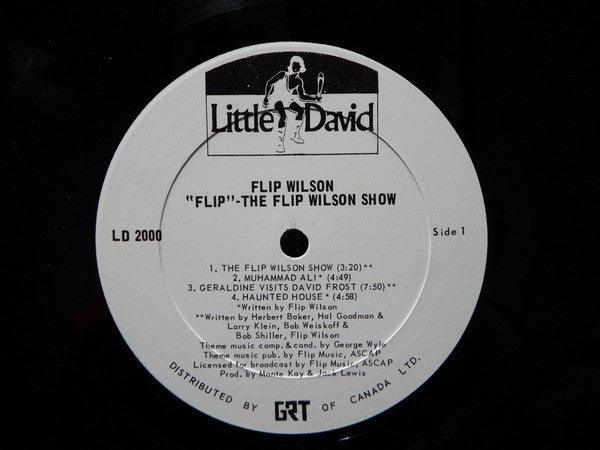 Little David
FLIP WILSON
"FLIP"-THE FLIP WILSON SHOW
LD 2000
Side 1
1. THE FLIP WILSON SHOW (3:20)**
2. MUHAMMAD ALI* (4:49)
3. GERALDINE VISITS DAVID FROST (7:50)**
4. HAUNTED HOUSE* (4:58)
*Written by Flip Wilson
**Written by Herbert Baker, Hal Goodman &
Larry Klein, Bob Weiskoff &
Bob Shiller, Flip Wilson
Theme music comp. & cond. by George Wyle
Theme music pub. by Flip Music, ASCAP
Licensed for broadcast by Flip Music, ASCAP
Prod. by Monte Kay & Jack Lewis
DISTRIBUTED BY GRT OF CANADA LTD.